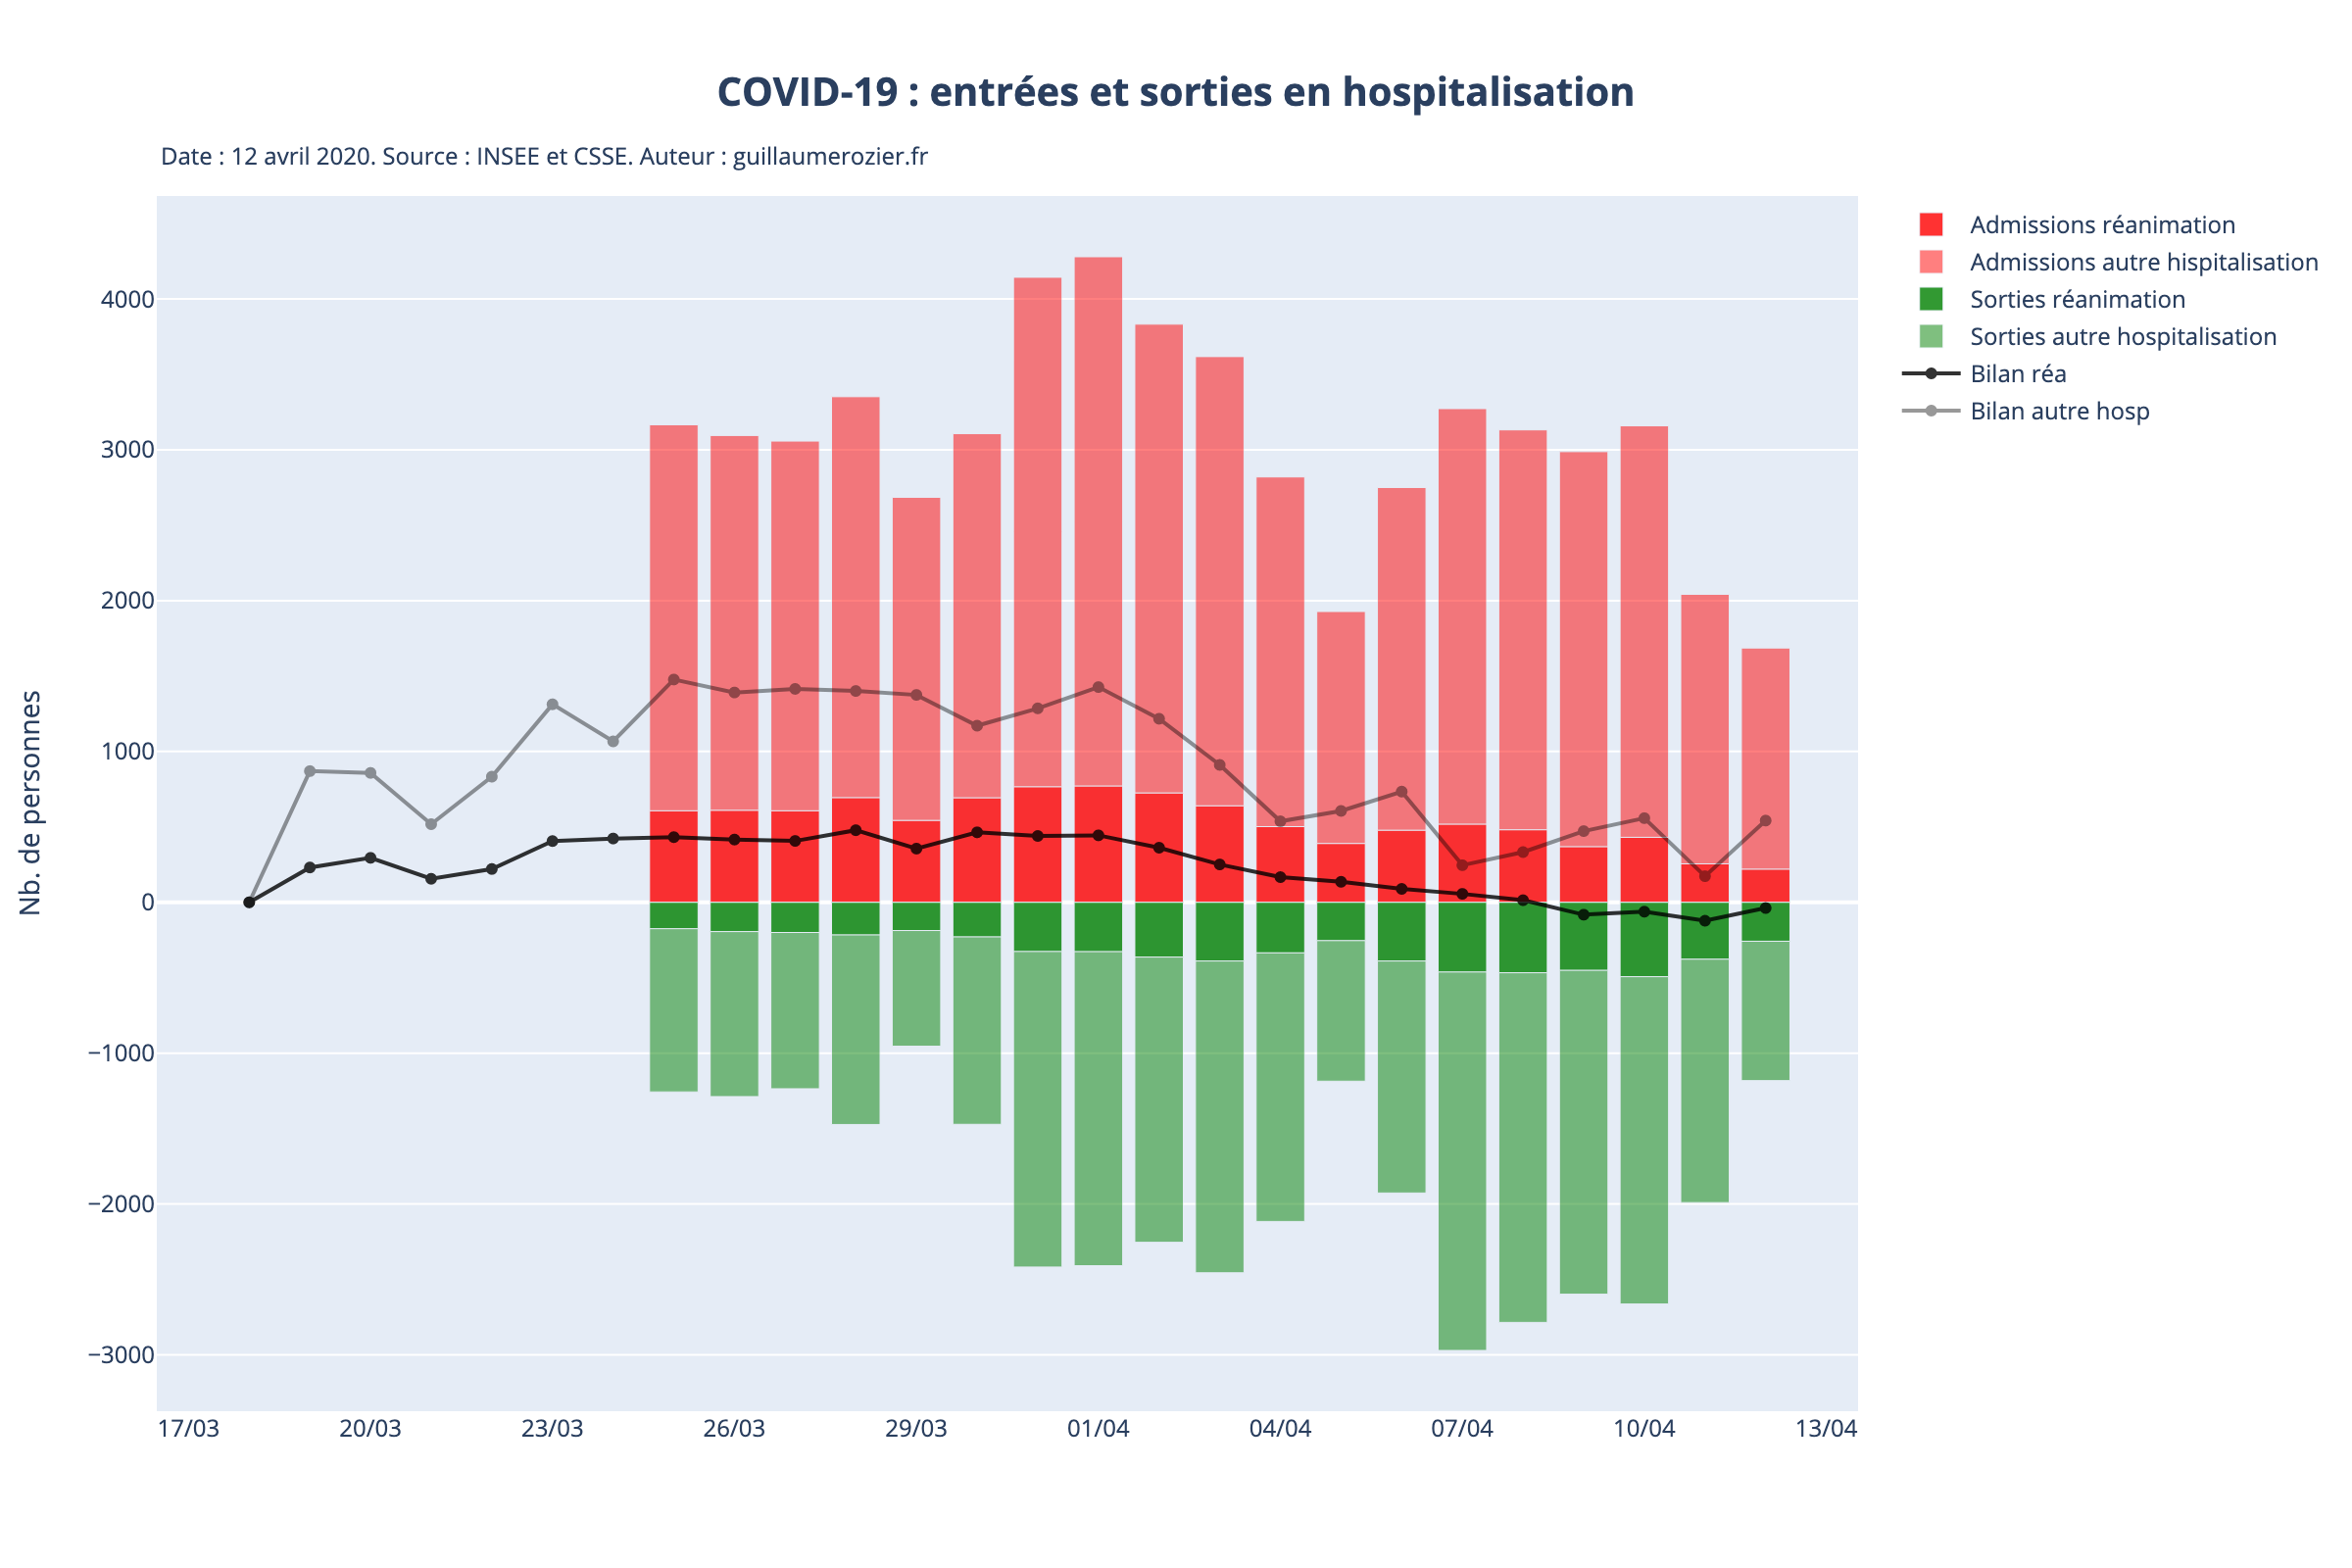 COVID-19 : entrées et sorties en hospitalisation
Date : 12 avril 2020. Source : INSEE et CSSE. Auteur : guillaumerozier.fr
Admissions réanimation
Admissions autre hispitalisation
Sorties réanimation
Sorties autre hospitalisation
Bilan réa
Bilan autre hosp
Nb. de personnes
4000
3000
2000
1000
0
−1000
−2000
−3000
17/03 20/03 23/03 26/03 29/03 01/04 04/04 07/04 10/04 13/04